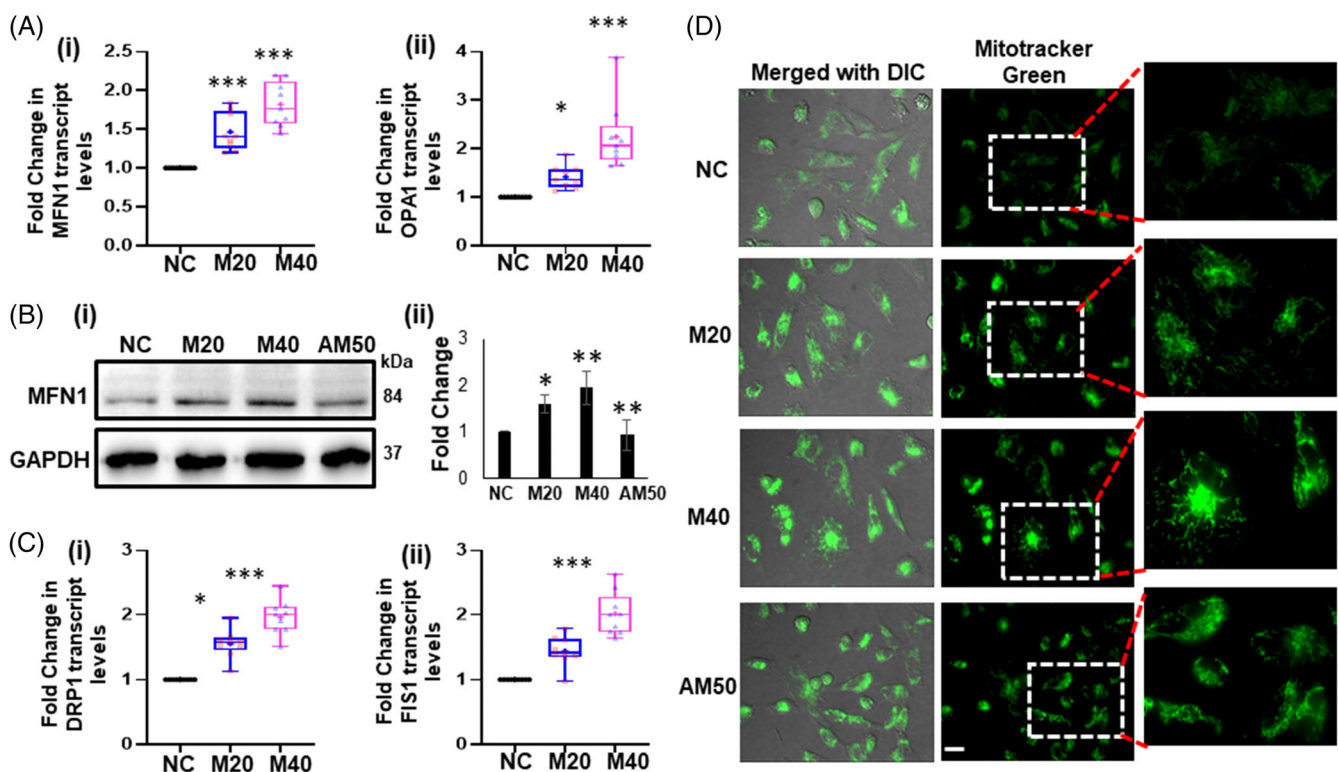 (A)
(i)
Fold Change in
MFN1 transcript
levels
2.5
2.0
1.5
1.0
0.5
0.0
***
***
NC M20 M40
(ii)
Fold Change in
OPA1 transcript
levels
4
3
2
1
0
*
***
NC M20 M40
(B)
(i)
NC M20 M40 AM50
kDa
MFN1
84
GAPDH
37
(ii)
Fold Change
3
2
1
0
*
**
**
NC M20 M40 AM50
(C)
(i)
Fold Change in
DRP1 transcript
levels
3
2
1
0
*
***
NC M20 M40
(ii)
Fold Change in
FIS1 transcript
levels
3
2
1
0
***
NC M20 M40
(D)
Merged with DIC
Mitotracker
Green
NC
M20
M40
AM50